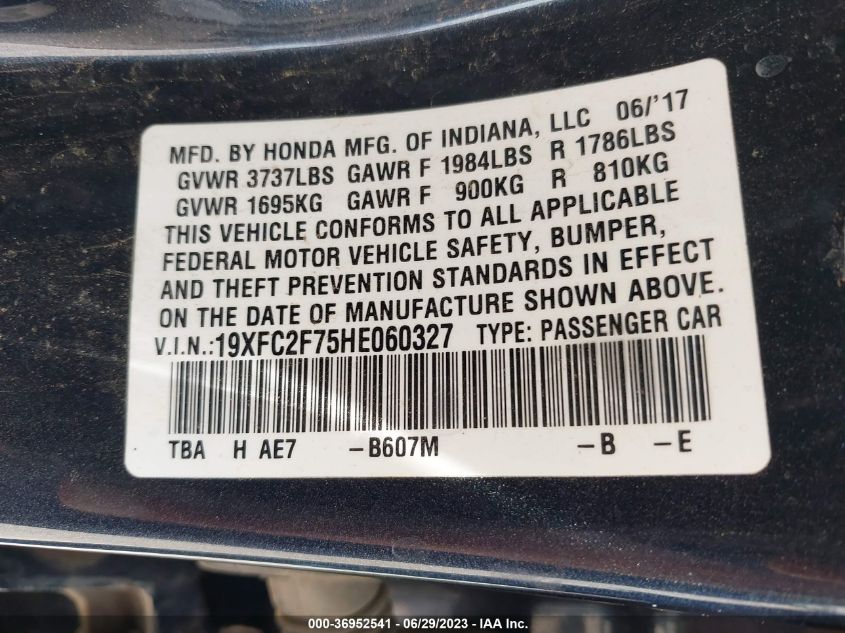 MFD. BY HONDA MFG. OF INDIANA, LLC 06/'17
GVWR 3737LBS GAWR F 1984LBS R 1786LBS
GVWR 1695KG GAWR F 900KG R 810KG
THIS VEHICLE CONFORMS TO ALL APPLICABLE
FEDERAL MOTOR VEHICLE SAFETY, BUMPER,
AND THEFT PREVENTION STANDARDS IN EFFECT
ON THE DATE OF MANUFACTURE SHOWN ABOVE.
V.I.N.:19XFC2F75HE060327 TYPE: PASSENGER CAR
TBA H AE7 -B607M -B -E
000-36952541 - 06/29/2023 - IAA Inc.